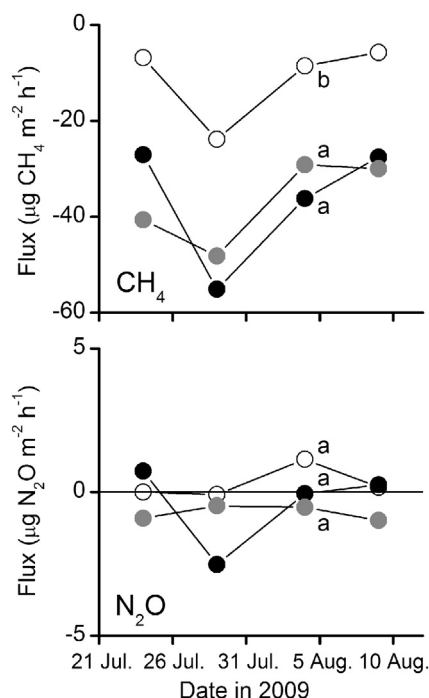 0
-20
-40
-60
Flux (μg CH₄ m⁻² h⁻¹)
b
a
a
CH₄
5
0
-5
Flux (μg N₂O m⁻² h⁻¹)
a
a
a
N₂O
21 Jul. 26 Jul. 31 Jul. 5 Aug. 10 Aug.
Date in 2009